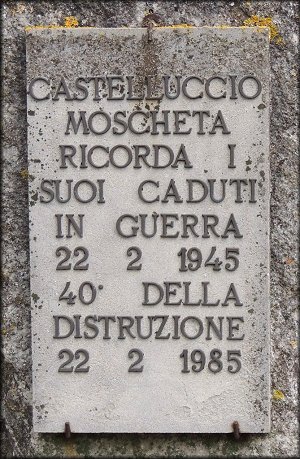 CASTELLUCCIO
MOSCHETA
RICORDA I
SUOI CADUTI
IN GUERRA
22 2 1945
40° DELLA
DISTRUZIONE
22 2 1985